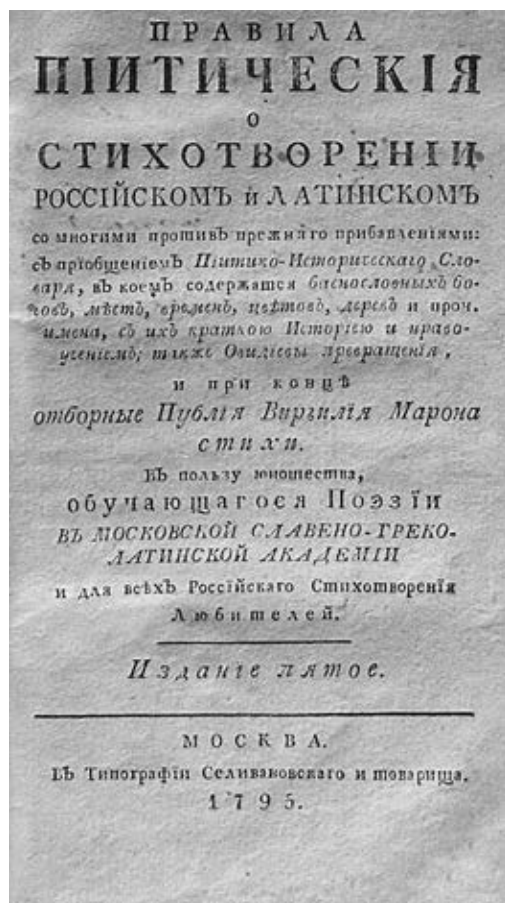 ПРАВИЛА
ПІИТИЧЕСКІЯ
О
СТИХОТВОРЕНІИ
РОССІЙСКОМЪ и ЛАТИНСКОМЪ
со многими противъ прежняго прибавленіями:
съ пріобщеніемъ Піитико-Историческаго Сло-
варя, въ коемъ содержатся баснословныхъ бо-
говъ, мѣстъ, временъ, цвѣтовъ, деревъ и проч.
имена, съ ихъ краткою Исторіею и нраво-
ученіемъ; также Овидіевы превращенія,
и при концѣ
отборные Публія Виргилія Марона
стихи.
Въ пользу юношества,
обучающагося Поэзіи
ВЪ МОСКОВСКОЙ СЛАВЕНО-ГРЕКО-
ЛАТИНСКОЙ АКАДЕМІИ
и для всѣхъ Россійскаго Стихотворенія
Любителей.
Изданіе пятое.
МОСКВА.
Въ Типографіи Селивановскаго и товарища.
1795.